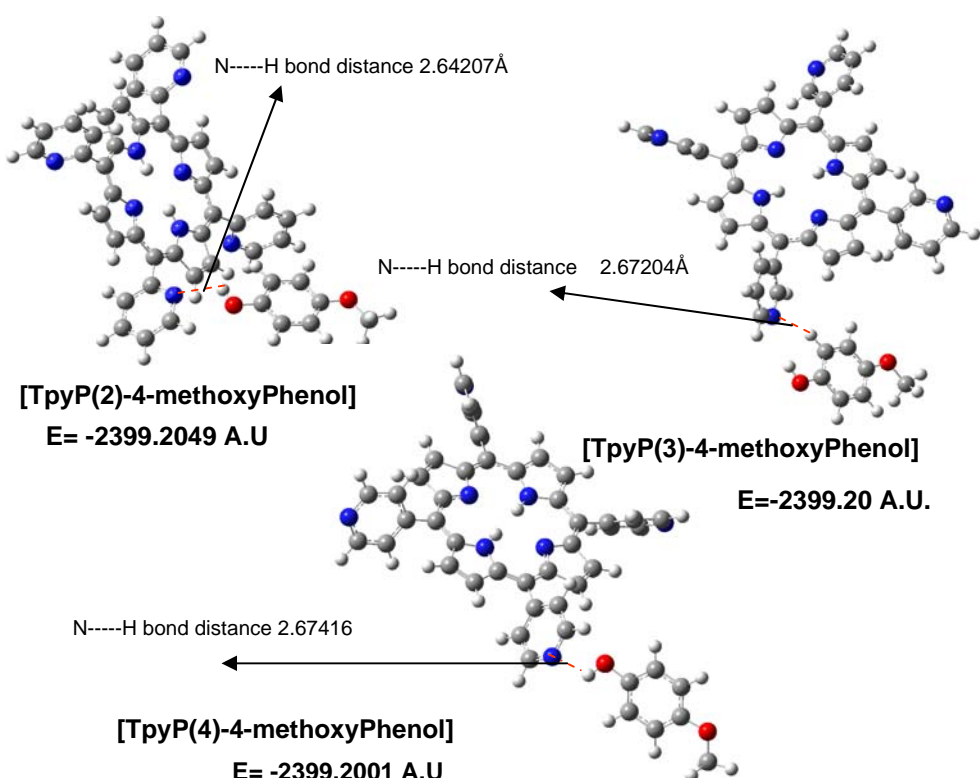 N-----H bond distance 2.64207Å
N-----H bond distance 2.67204Å
[TpyP(2)-4-methoxyPhenol]
E= -2399.2049 A.U
[TpyP(3)-4-methoxyPhenol]
E=-2399.20 A.U.
N----H bond distance 2.67416
[TpyP(4)-4-methoxyPhenol]
E= -2399.2001 A.U